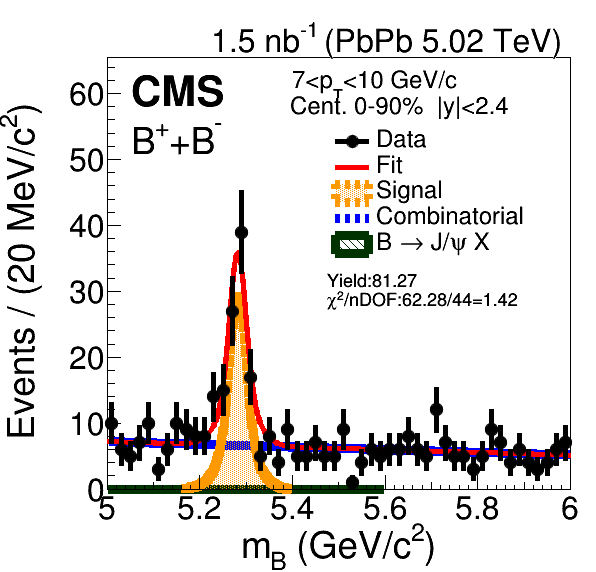 1.5 nb⁻¹ (PbPb 5.02 TeV)
CMS
B⁺+B⁻
7<p_T<10 GeV/c
Cent. 0-90% |y|<2.4
Data
Fit
Signal
Combinatorial
B → J/ψ X
Yield:81.27
χ²/nDOF:62.28/44=1.42
Events / (20 MeV/c²)
60
50
40
30
20
10
0
5 5.2 5.4 5.6 5.8 6
m_B (GeV/c²)